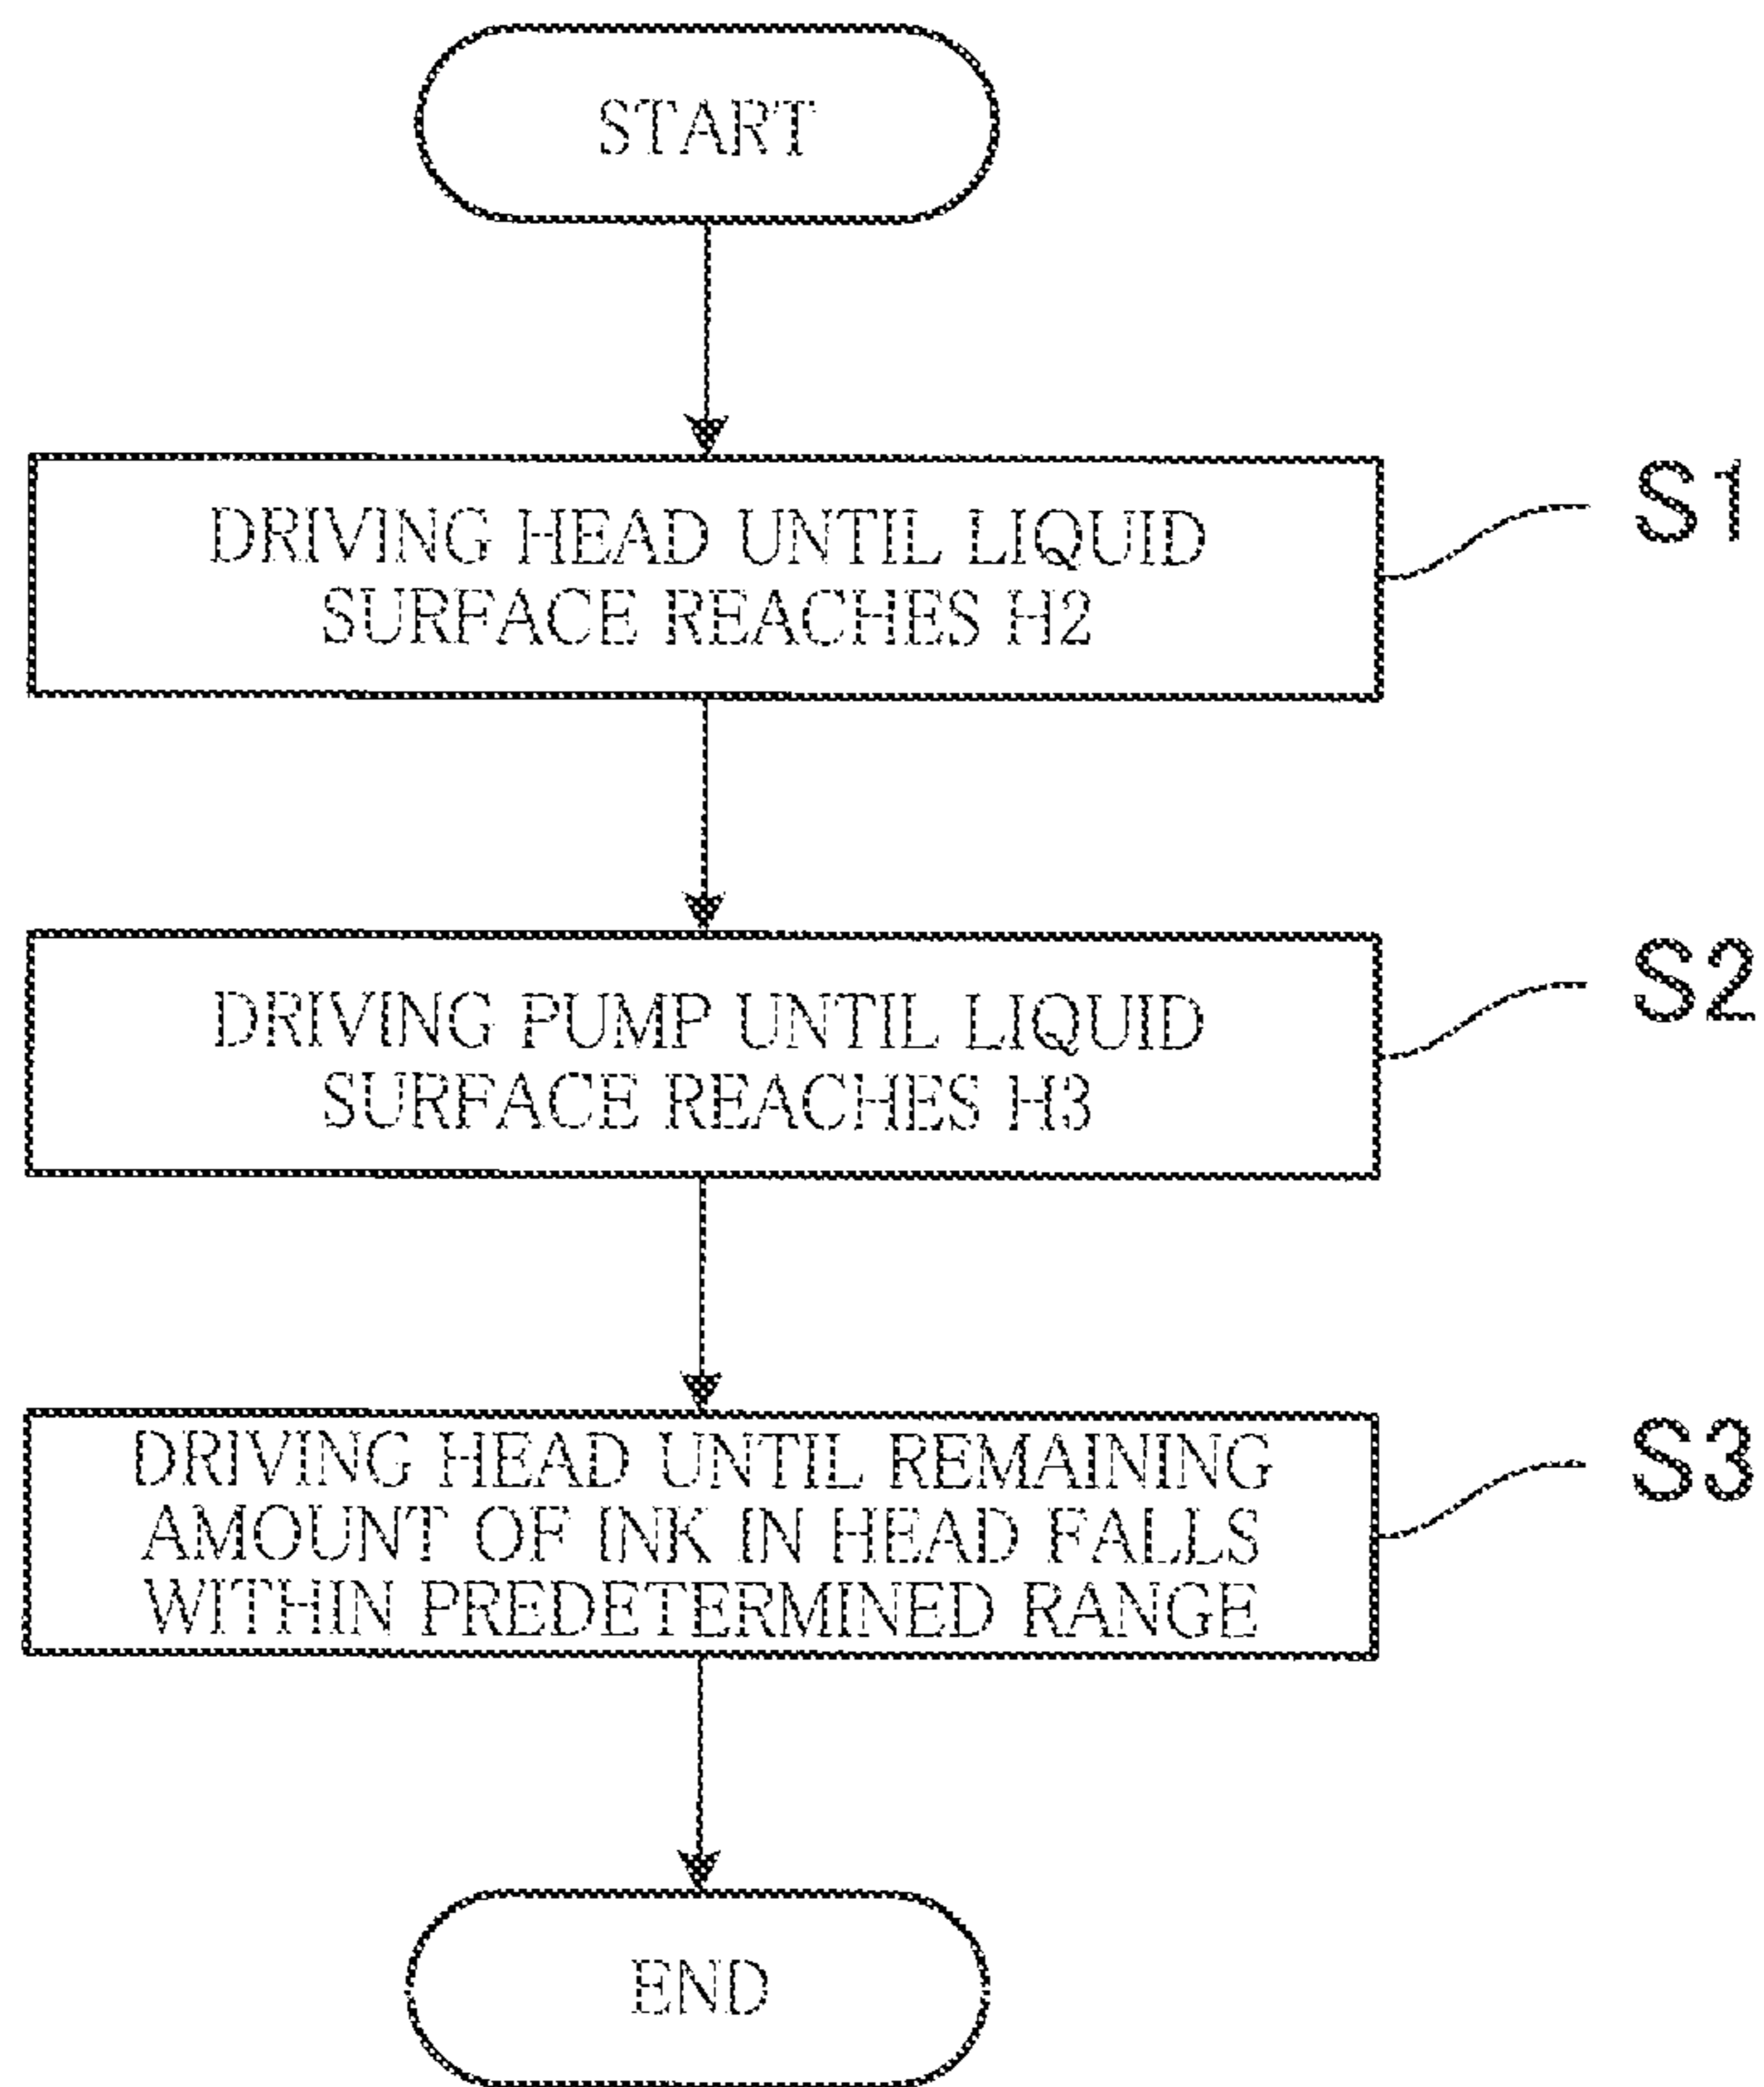 START
DRIVING HEAD UNTIL LIQUID
SURFACE REACHES H2
S1
DRIVING PUMP UNTIL LIQUID
SURFACE REACHES H3
S2
DRIVING HEAD UNTIL REMAINING
AMOUNT OF INK IN HEAD FALLS
WITHIN PREDETERMINED RANGE
S3
END